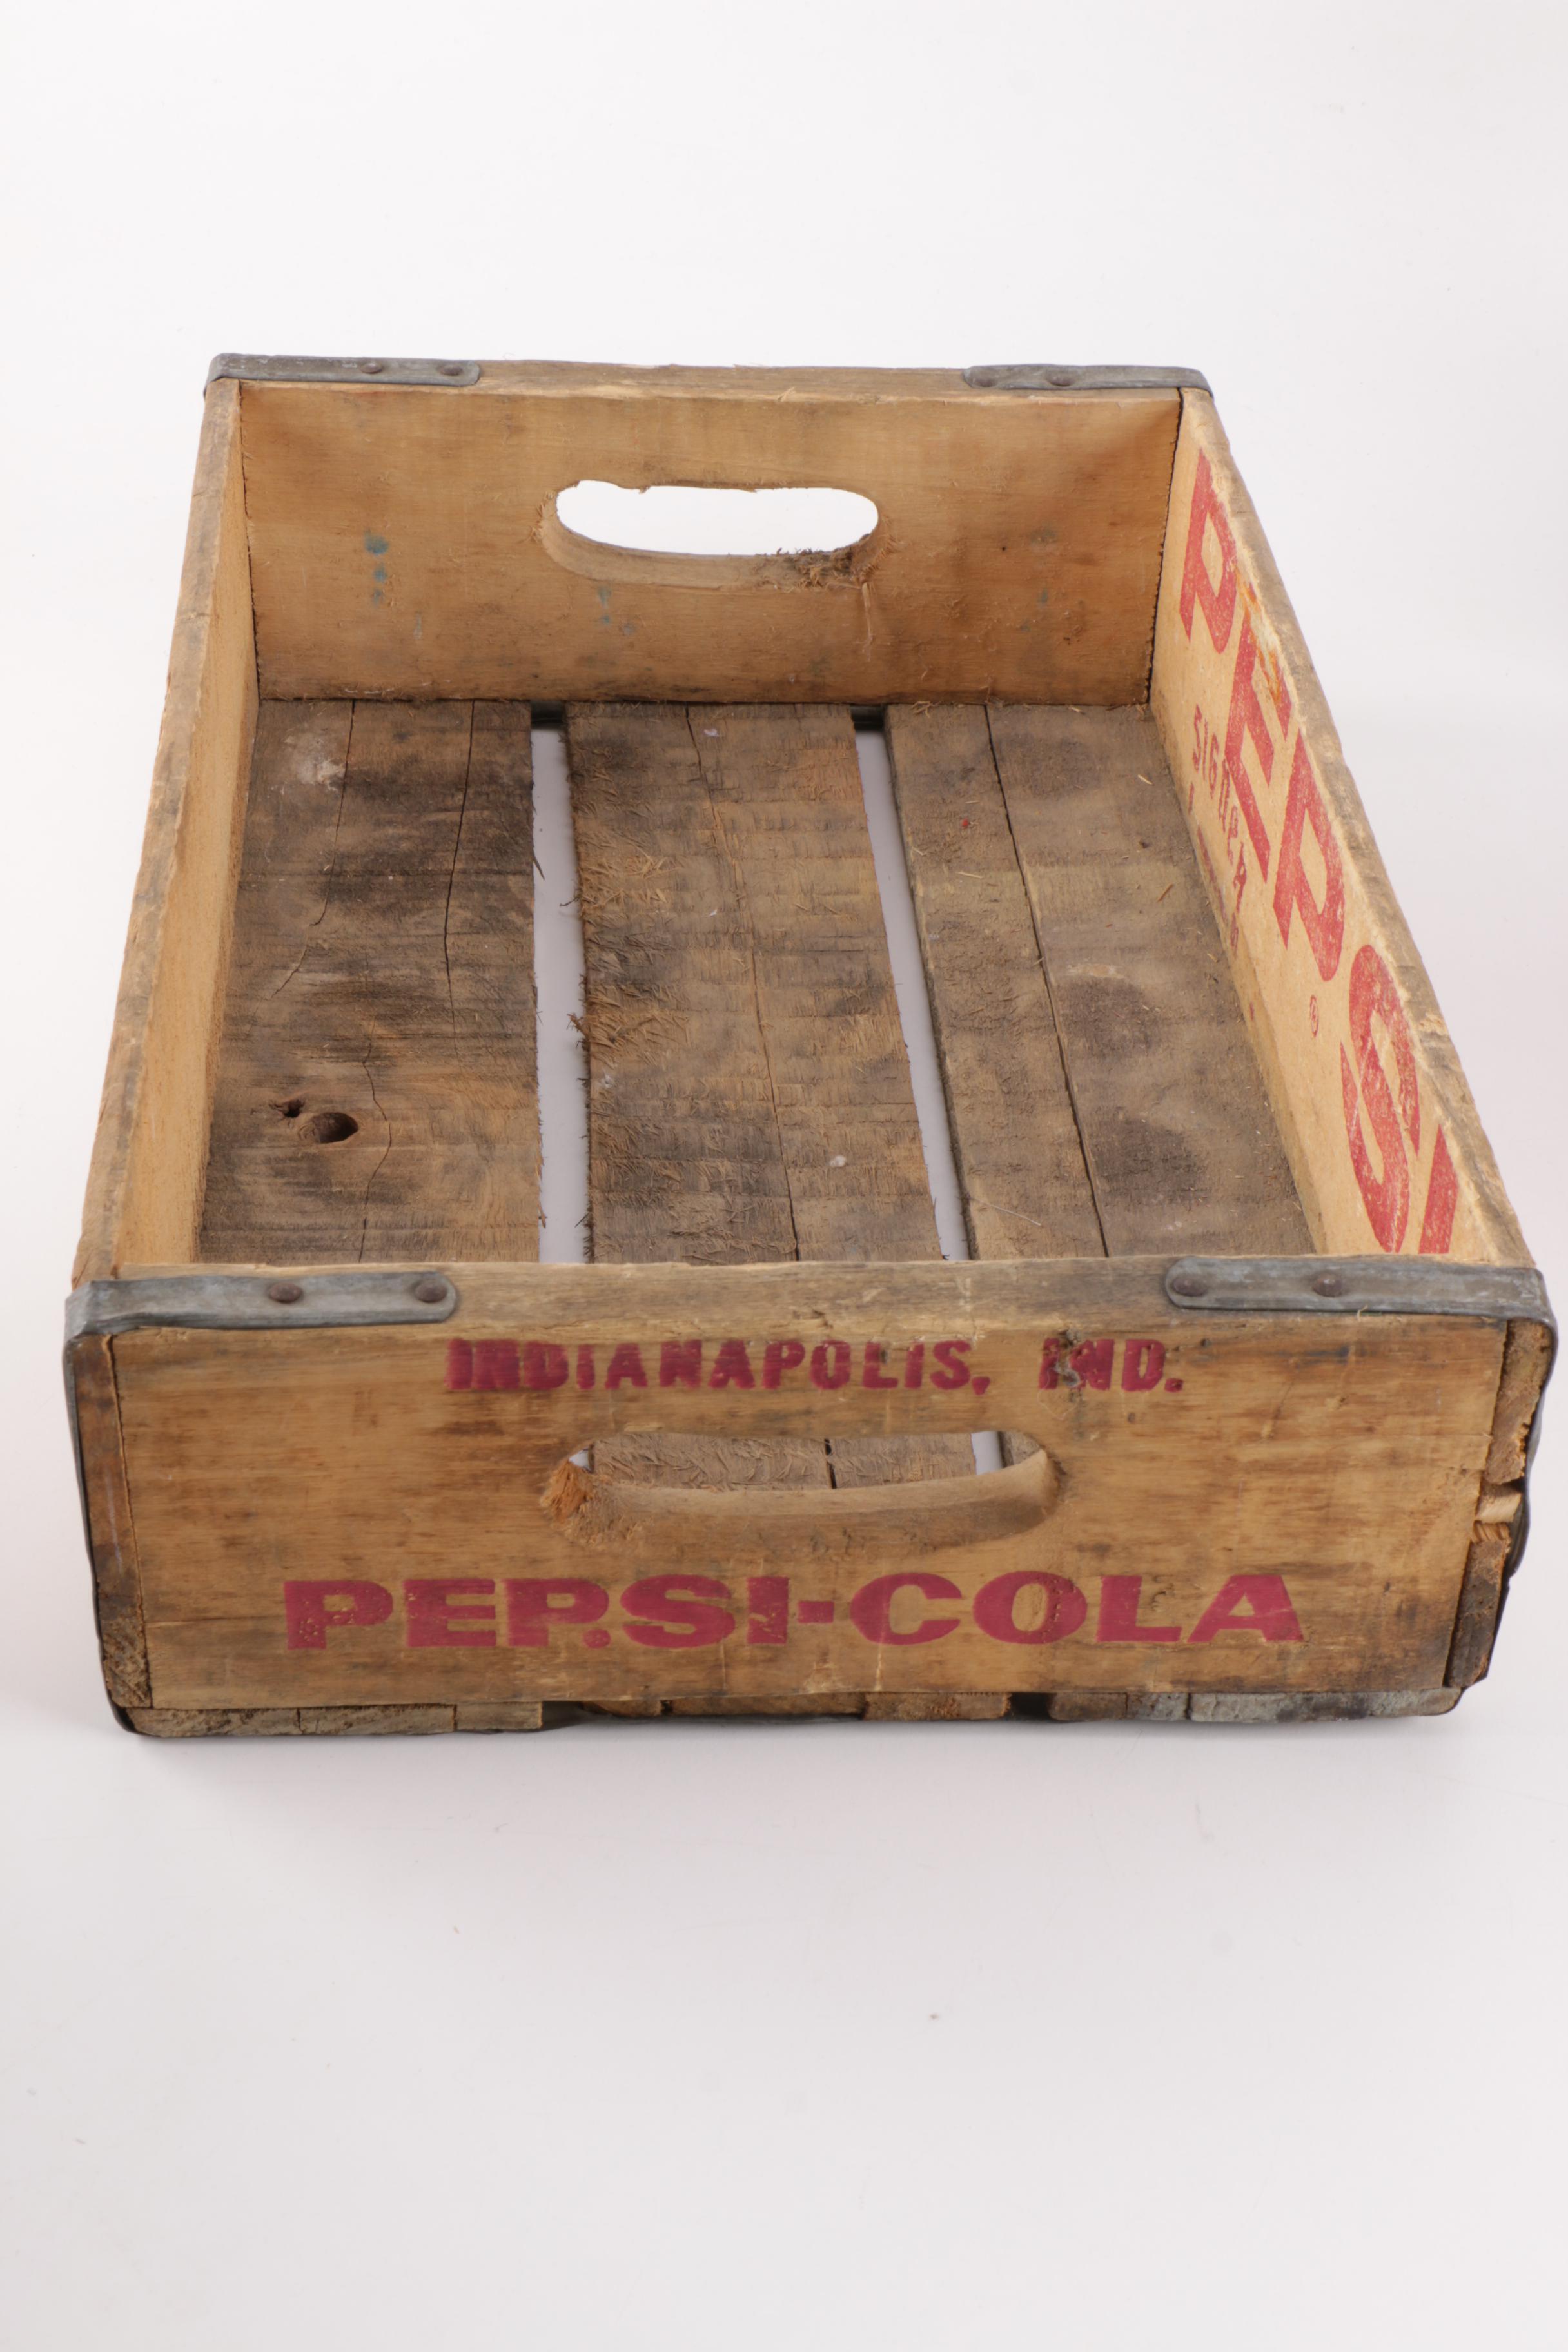 INDIANAPOLIS, IND.
PEPSI-COLA
PEPSI
®